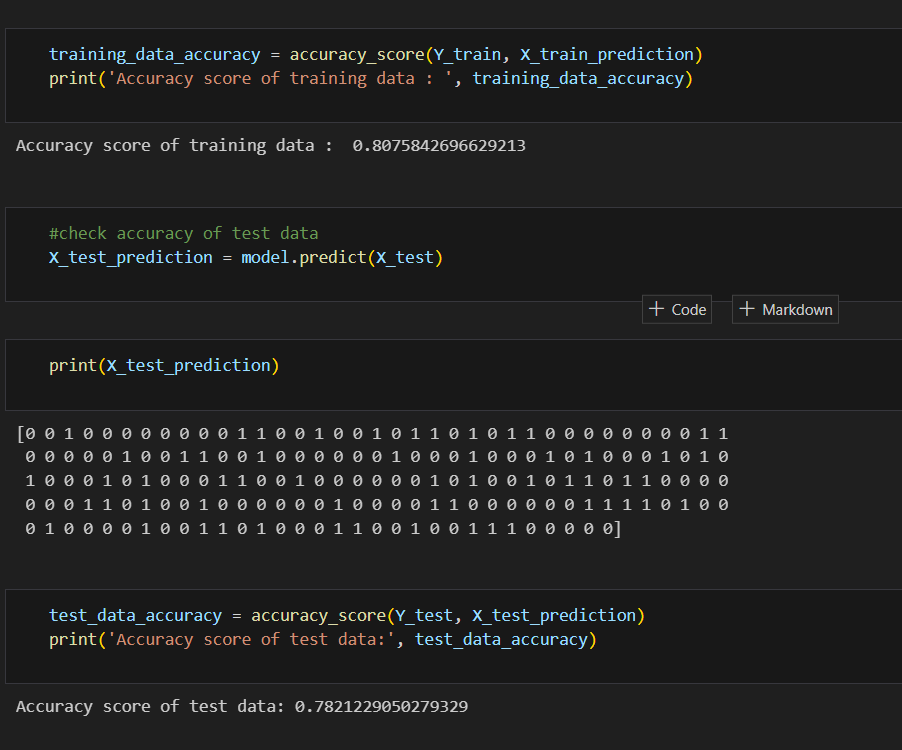 training_data_accuracy = accuracy_score(Y_train, X_train_prediction)
print('Accuracy score of training data : ', training_data_accuracy)
Accuracy score of training data :  0.8075842696629213
#check accuracy of test data
X_test_prediction = model.predict(X_test)
+ Code + Markdown
print(X_test_prediction)
[0 0 1 0 0 0 0 0 0 0 0 1 1 0 0 1 0 0 1 0 1 1 0 1 0 1 1 0 0 0 0 0 0 0 0 1 1
0 0 0 0 0 1 0 0 1 1 0 0 1 0 0 0 0 0 0 1 0 0 0 1 0 0 0 1 0 1 0 0 0 1 0 1 0
1 0 0 0 1 0 1 0 0 0 1 1 0 0 1 0 0 0 0 0 0 1 0 1 0 0 1 0 1 1 0 1 1 0 0 0 0
0 0 0 1 1 0 1 0 0 1 0 0 0 0 0 0 1 0 0 0 0 1 1 0 0 0 0 0 0 1 1 1 1 0 1 0 0
0 1 0 0 0 0 1 0 0 1 1 0 1 0 0 0 1 1 0 0 1 0 0 1 1 1 0 0 0 0 0]
test_data_accuracy = accuracy_score(Y_test, X_test_prediction)
print('Accuracy score of test data:', test_data_accuracy)
Accuracy score of test data: 0.7821229050279329